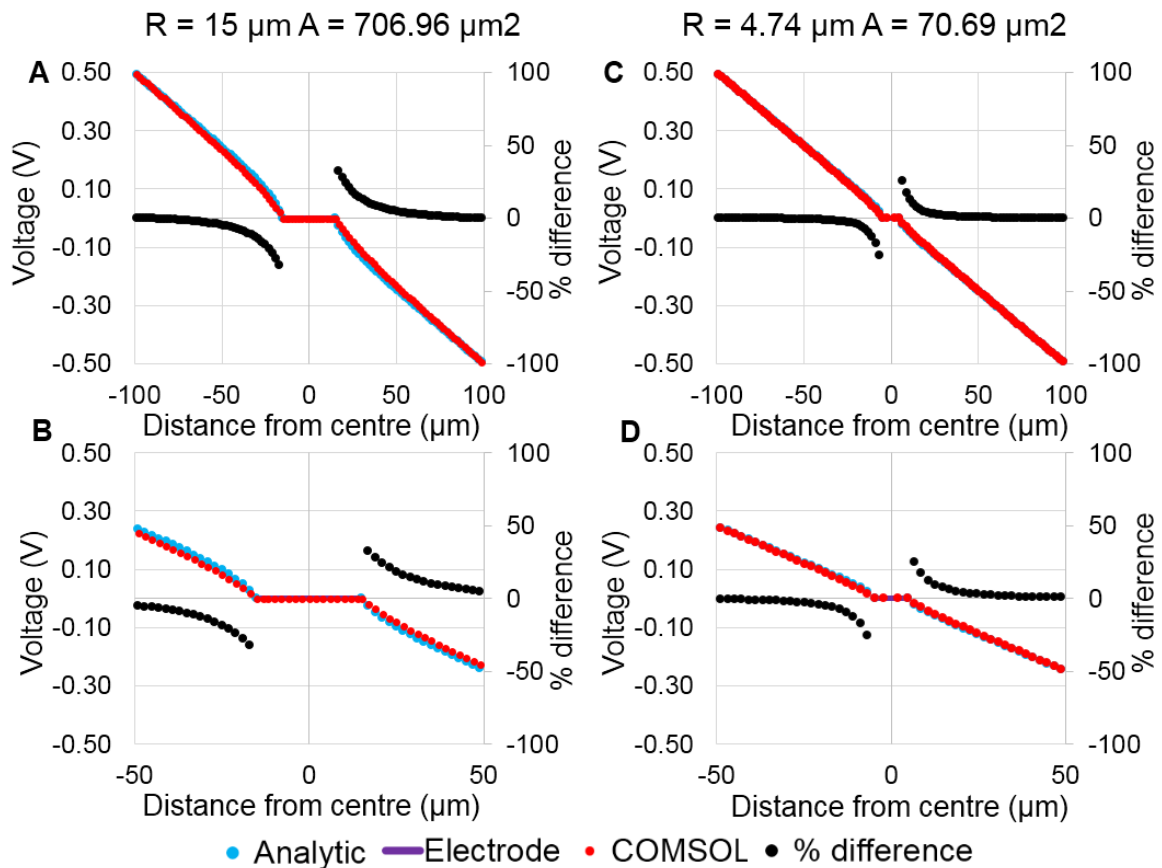 R = 15 µm A = 706.96 µm2
R = 4.74 µm A = 70.69 µm2
A
0.50
0.30
0.10
-0.10
-0.30
-0.50
Voltage (V)
100
50
0
-50
-100
% difference
-100 -50 0 50 100
Distance from centre (µm)
C
0.50
0.30
0.10
-0.10
-0.30
-0.50
Voltage (V)
100
50
0
-50
-100
% difference
-100 -50 0 50 100
Distance from centre (µm)
B
0.50
0.30
0.10
-0.10
-0.30
-0.50
Voltage (V)
100
50
0
-50
-100
% difference
-50 0 50
Distance from centre (µm)
D
0.50
0.30
0.10
-0.10
-0.30
-0.50
Voltage (V)
100
50
0
-50
-100
% difference
-50 0 50
Distance from centre (µm)
Analytic Electrode COMSOL % difference